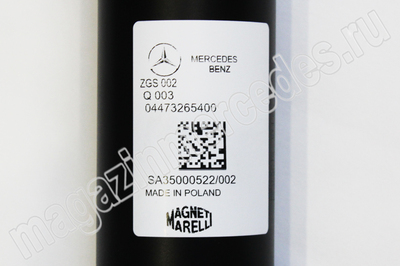 MERCEDES
BENZ
ZGS 002
Q 003
04473265400
SA35000522/002
MADE IN POLAND
MAGNETI
MARELLI
magazinmercedes.ru